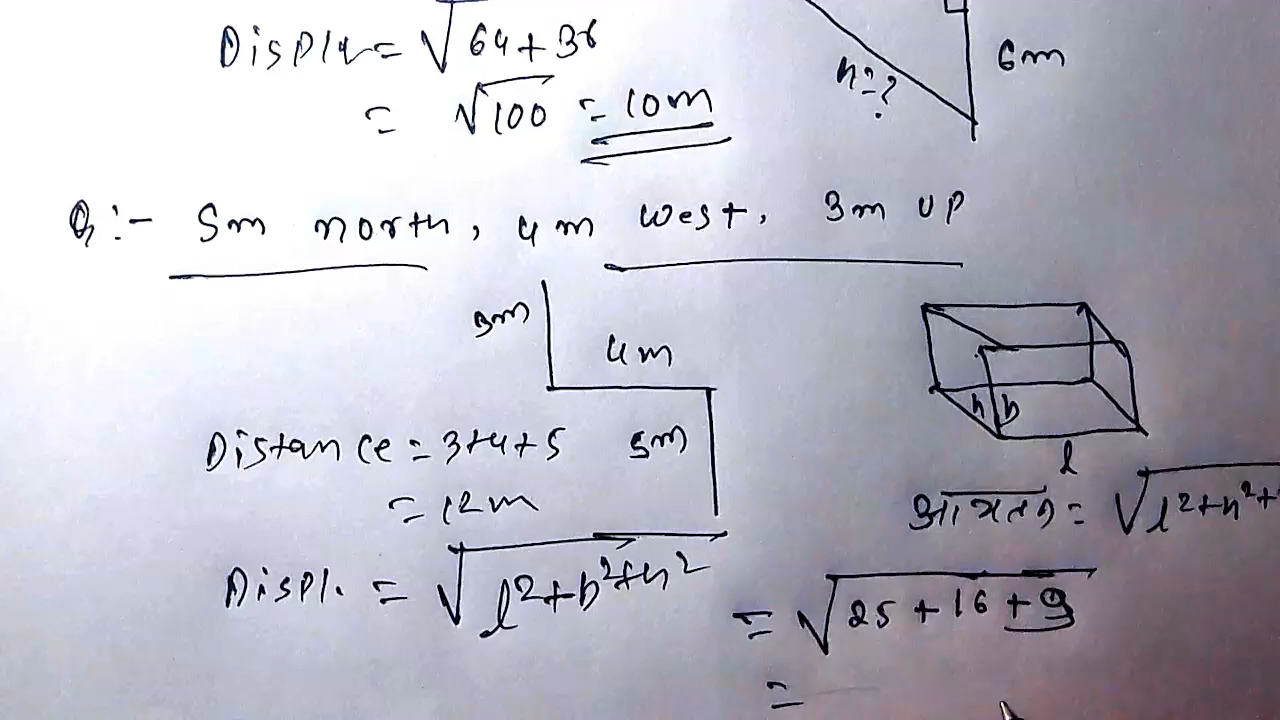 Displ. = √64+36
h=?
6m
= √100 = 10m
Q:- 5m north, 4m west, 3m up
3m
4m
h b
Distance = 3+4+5
5m
l
= 12m
= √l²+h²+
Displ. = √l²+b²+h²
= √25+16+9
=